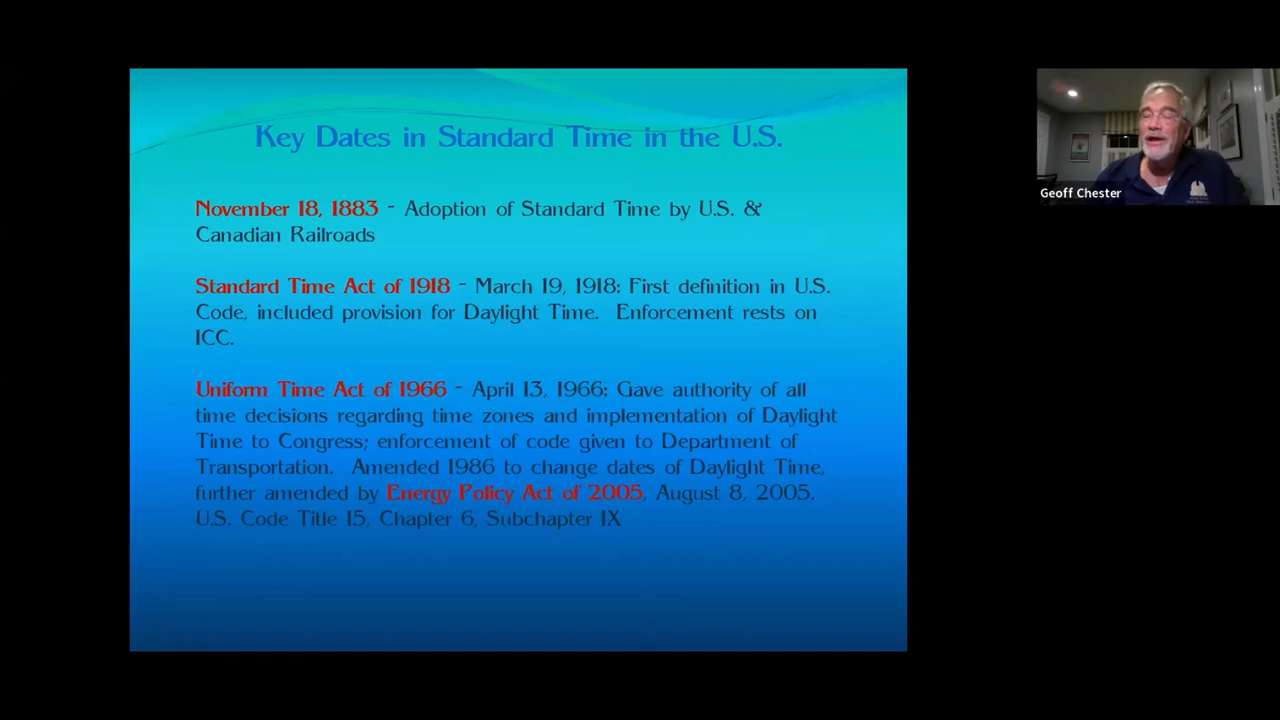 Key Dates in Standard Time in the U.S.
November 18, 1883 - Adoption of Standard Time by U.S. &
Canadian Railroads
Standard Time Act of 1918 - March 19, 1918: First definition in U.S.
Code, included provision for Daylight Time. Enforcement rests on
ICC.
Uniform Time Act of 1966 - April 13, 1966: Gave authority of all
time decisions regarding time zones and implementation of Daylight
Time to Congress; enforcement of code given to Department of
Transportation. Amended 1986 to change dates of Daylight Time,
further amended by Energy Policy Act of 2005, August 8, 2005.
U.S. Code Title 15, Chapter 6, Subchapter IX
Geoff Chester